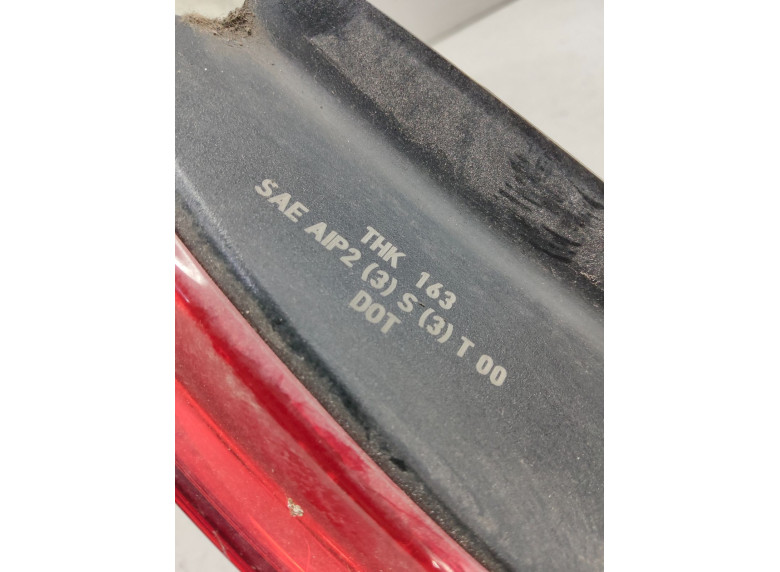 THK 163
SAE AIP2 (3) S (3) T 00
DOT